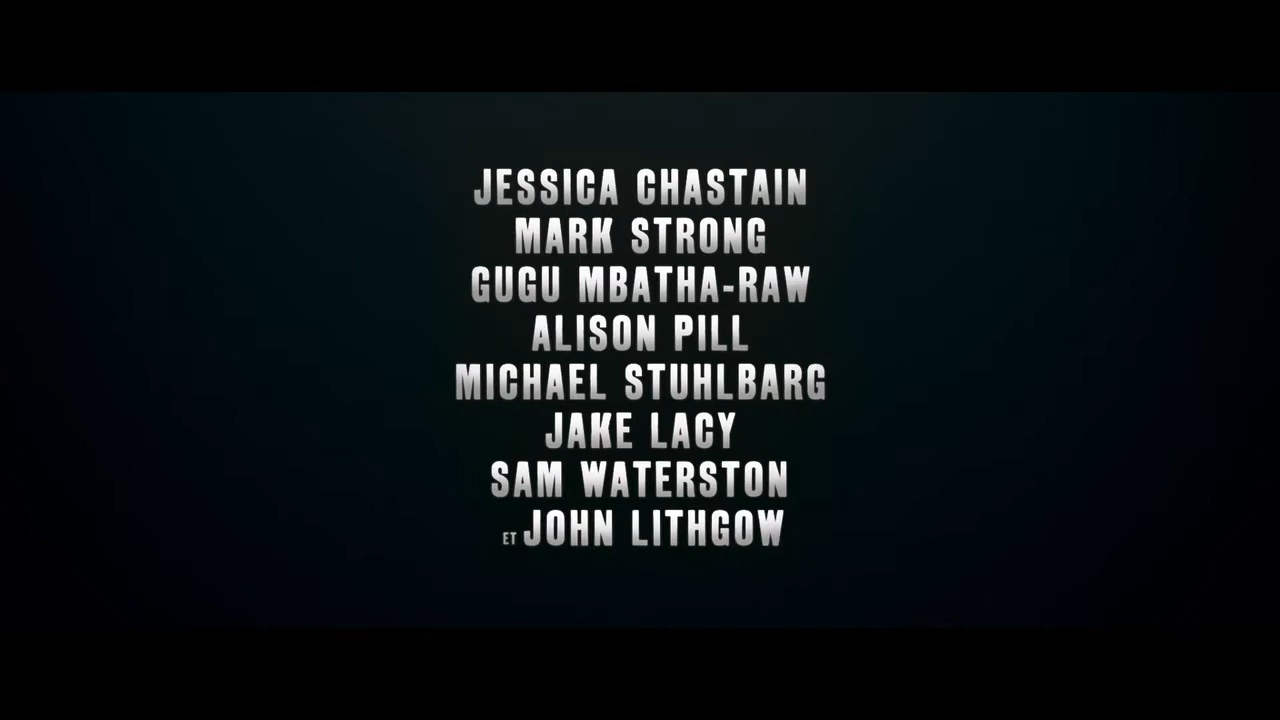 JESSICA CHASTAIN
MARK STRONG
GUGU MBATHA-RAW
ALISON PILL
MICHAEL STUHLBARG
JAKE LACY
SAM WATERSTON
ET JOHN LITHGOW